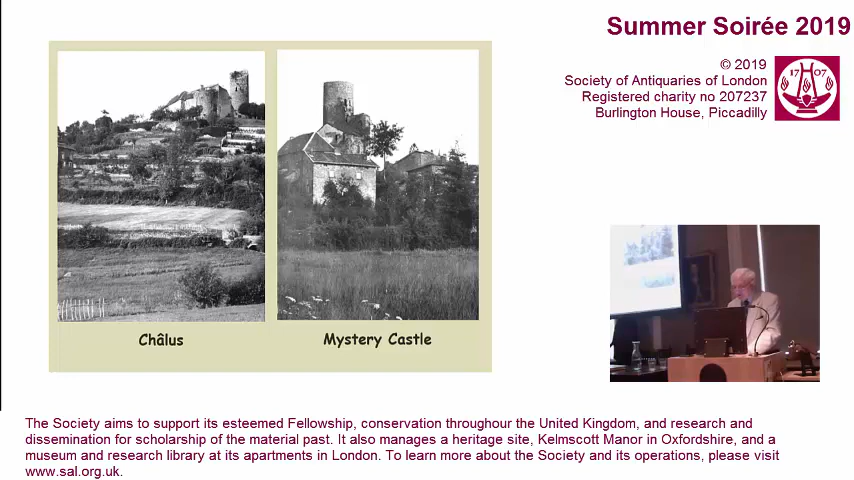 Summer Soirée 2019
© 2019
Society of Antiquaries of London
Registered charity no 207237
Burlington House, Piccadilly
17 07
Châlus
Mystery Castle
The Society aims to support its esteemed Fellowship, conservation throughour the United Kingdom, and research and
dissemination for scholarship of the material past. It also manages a heritage site, Kelmscott Manor in Oxfordshire, and a
museum and research library at its apartments in London. To learn more about the Society and its operations, please visit
www.sal.org.uk.